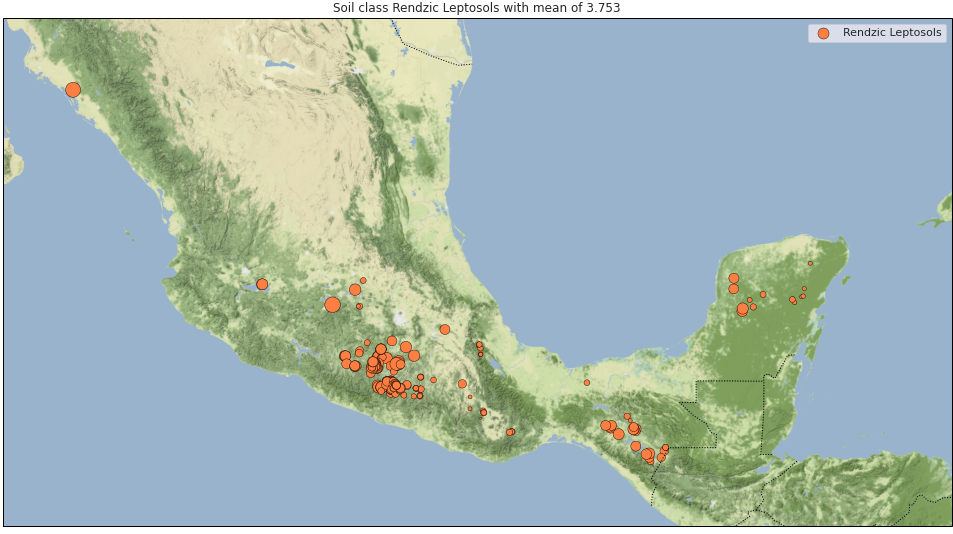 Soil class Rendzic Leptosols with mean of 3.753
Rendzic Leptosols